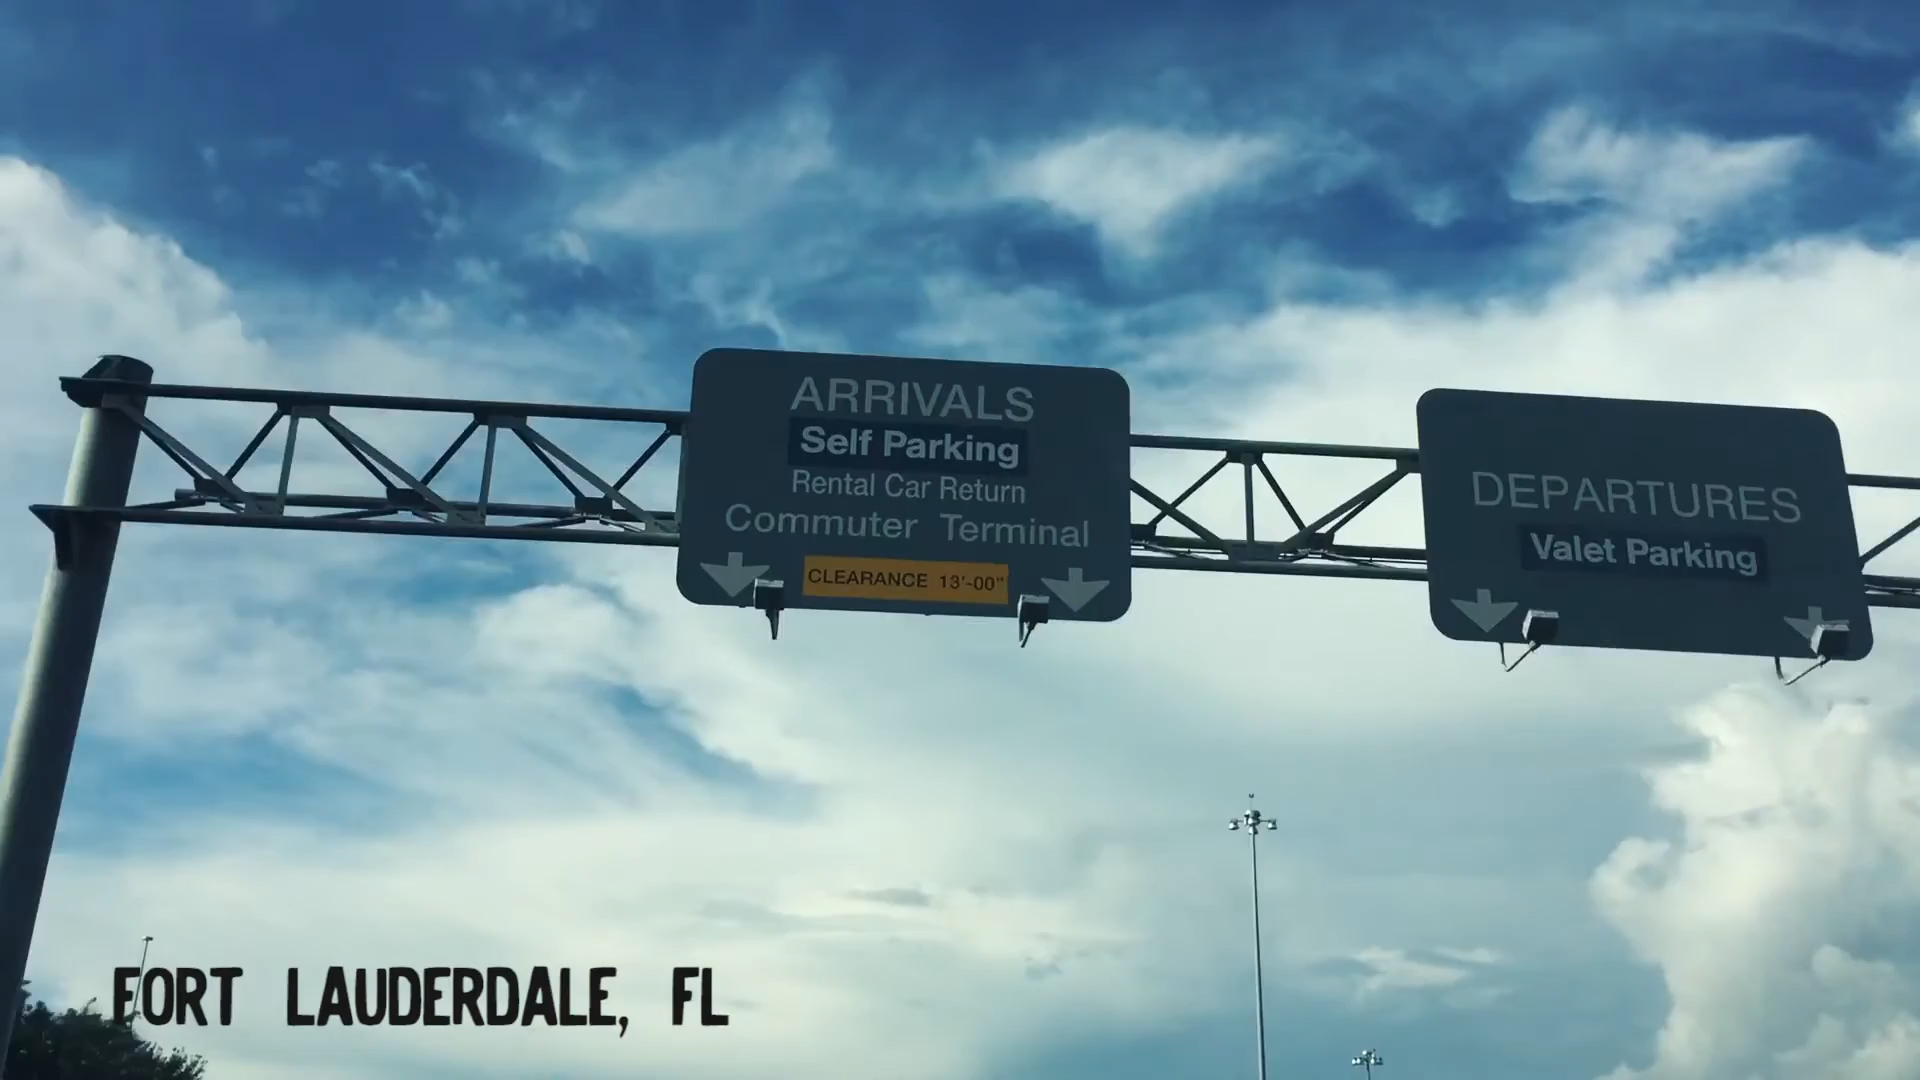 ARRIVALS
Self Parking
Rental Car Return
Commuter Terminal
CLEARANCE 13'-00"
DEPARTURES
Valet Parking
FORT LAUDERDALE, FL